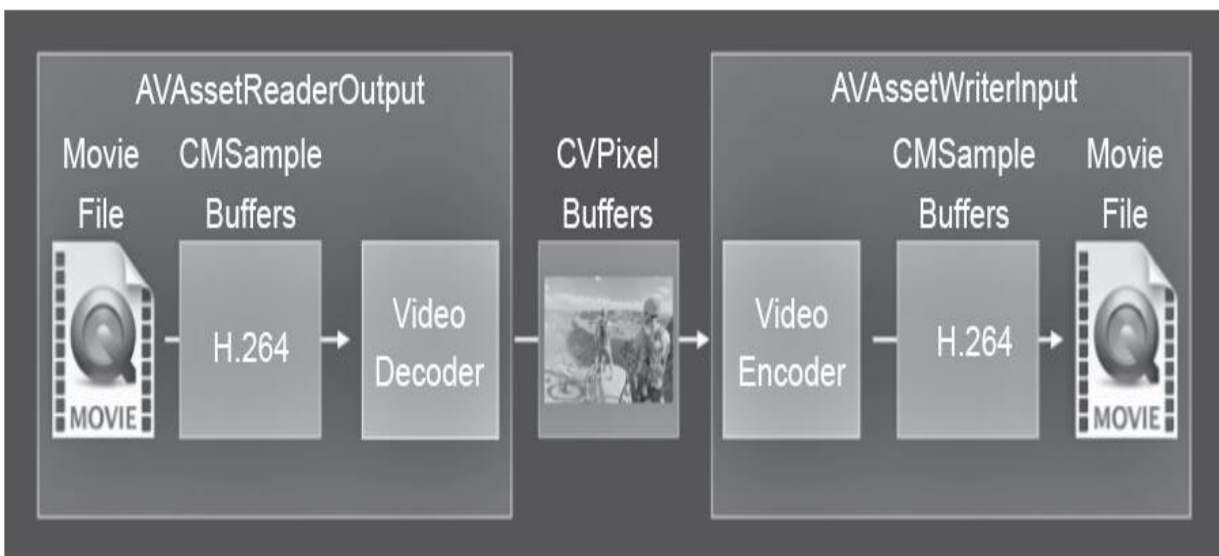 AVAssetReaderOutput
Movie
File
CMSample
Buffers
H.264
MOVIE
Video
Decoder
CVPixel
Buffers
AVAssetWriterInput
Video
Encoder
CMSample
Buffers
H.264
Movie
File
MOVIE